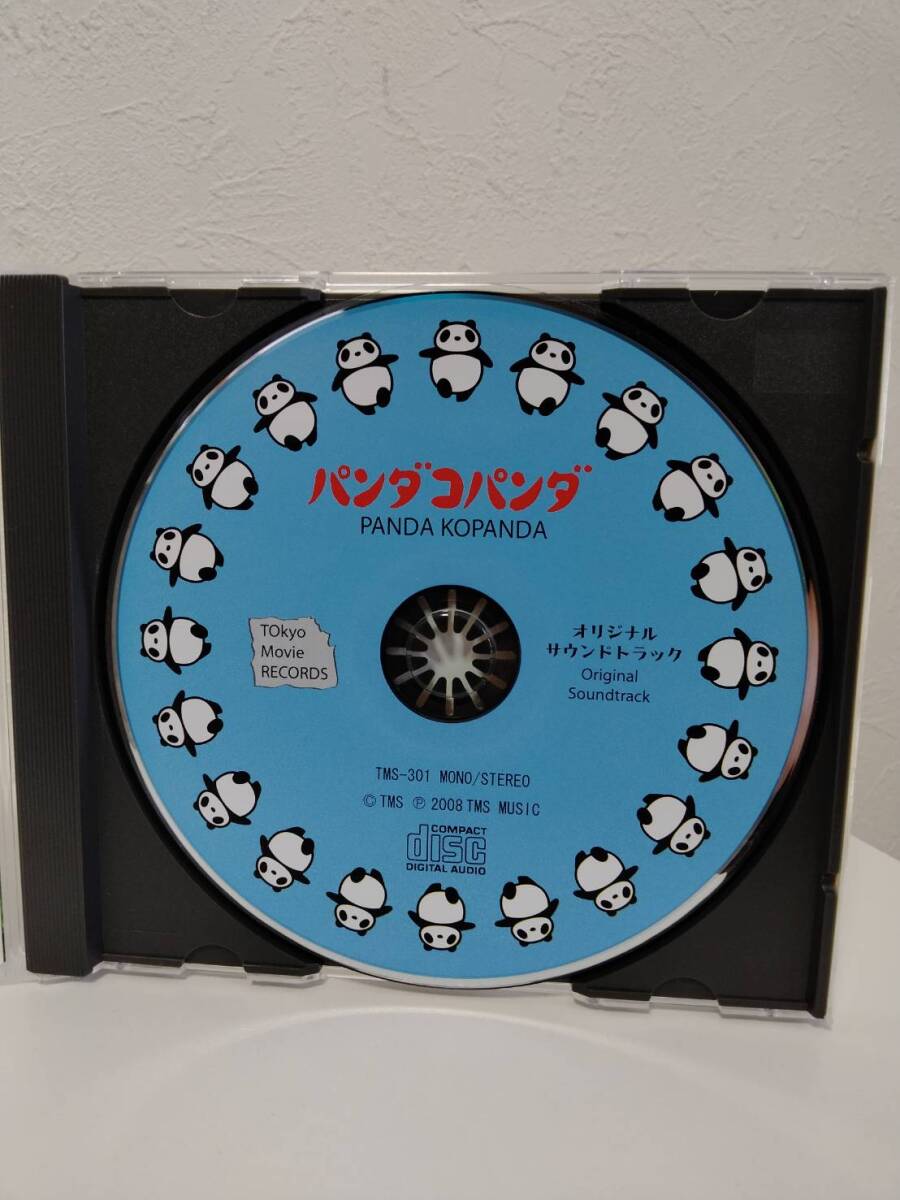 パンダコパンダ
PANDA KOPANDA
TOkyo
Movie
RECORDS
オリジナル
サウンドトラック
Original
Soundtrack
TMS-301 MONO/STEREO
©TMS ℗ 2008 TMS MUSIC
COMPACT
disc
DIGITAL AUDIO